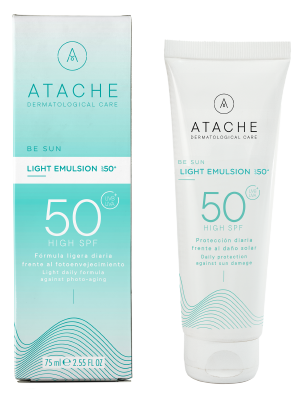 ATACHE
DERMATOLOGICAL CARE
BE SUN
LIGHT EMULSION I50+
50
HIGH SPF
Fórmula ligera diaria
frente al fotoenvejecimiento
Light daily formula
against photo-aging
75 ml e 2.55 FL OZ
ATACHE
DERMATOLOGICAL CARE
BE SUN
LIGHT EMULSION I50+
50
HIGH SPF
Protección diaria
frente al daño solar
Daily protection
against sun damage